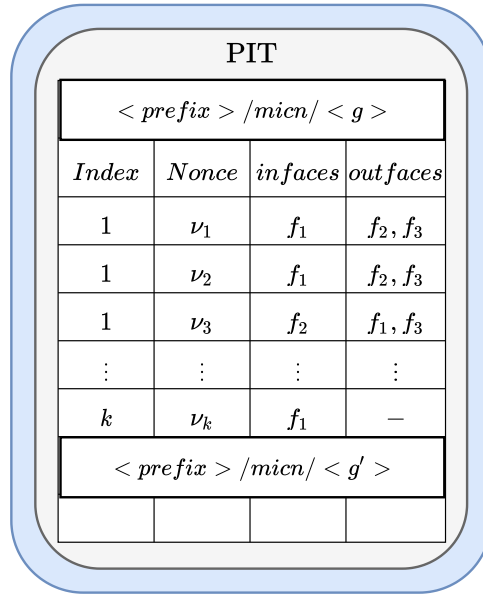 PIT
< prefix > /micn/ < g >
Index Nonce infaces outfaces
1 ν₁ f₁ f₂, f₃
1 ν₂ f₁ f₂, f₃
1 ν₃ f₂ f₁, f₃
⋮ ⋮ ⋮ ⋮
k νₖ f₁ −
< prefix > /micn/ < g′ >